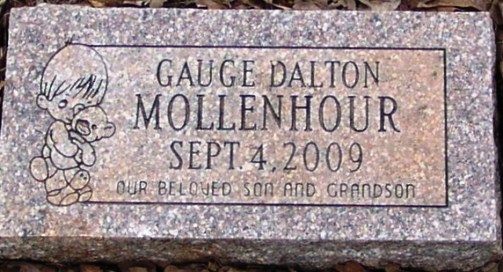 GAUGE DALTON
MOLLENHOUR
SEPT. 4, 2009
OUR BELOVED SON AND GRANDSON